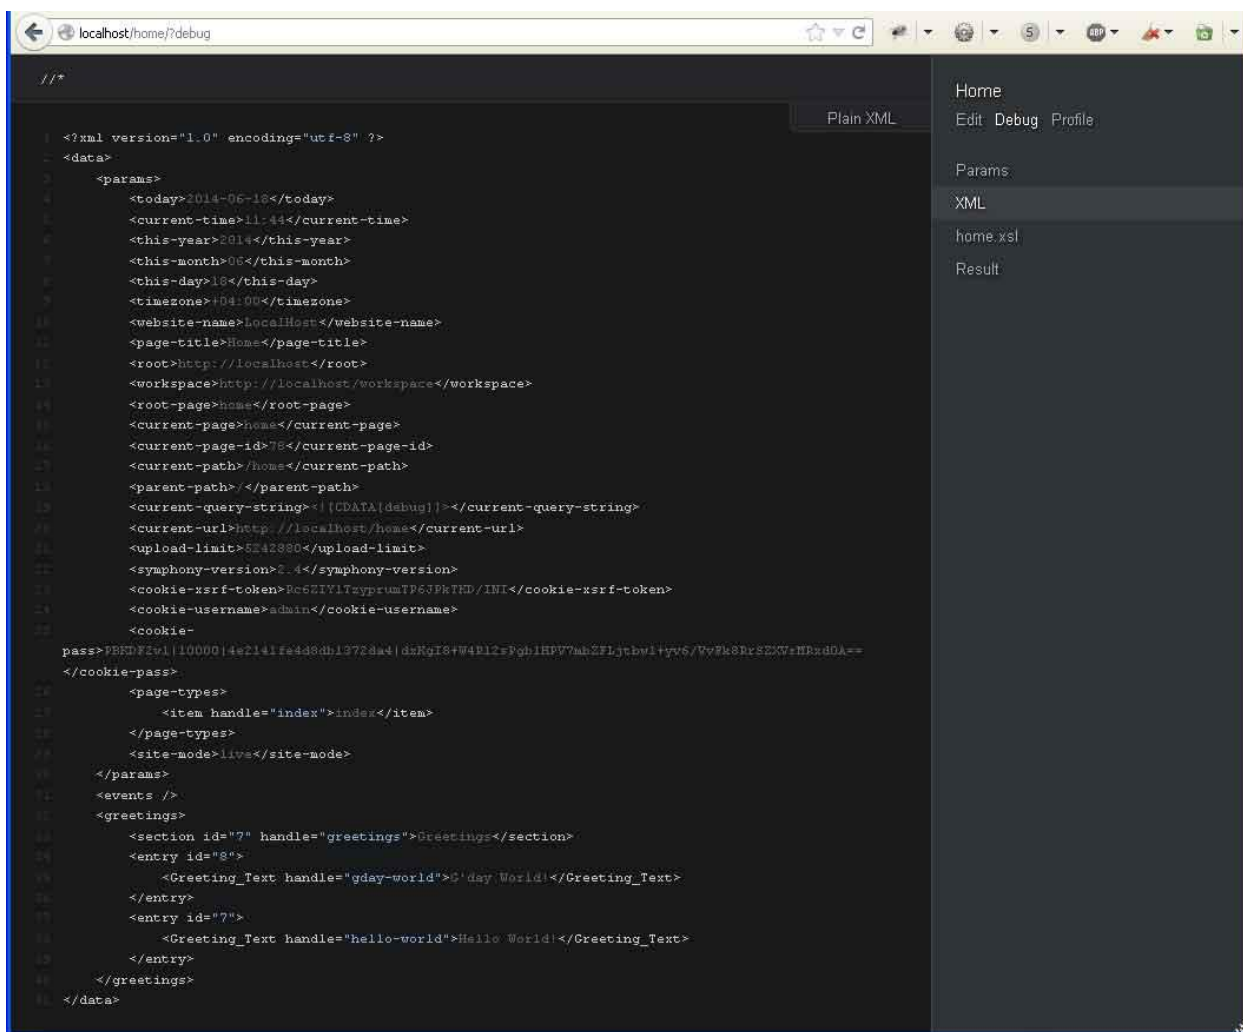 localhost/home/?debug
//*
Plain XML
<?xml version="1.0" encoding="utf-8" ?>
<data>
<params>
<today>2014-06-18</today>
<current-time>11:44</current-time>
<this-year>2014</this-year>
<this-month>06</this-month>
<this-day>18</this-day>
<timezone>+04:00</timezone>
<website-name>LocalHost</website-name>
<page-title>Home</page-title>
<root>http://localhost</root>
<workspace>http://localhost/workspace</workspace>
<root-page>home</root-page>
<current-page>home</current-page>
<current-page-id>78</current-page-id>
<current-path>/home</current-path>
<parent-path>/</parent-path>
<current-query-string><![CDATA[debug]]></current-query-string>
<current-url>http://localhost/home</current-url>
<upload-limit>5242880</upload-limit>
<symphony-version>2.4</symphony-version>
<cookie-xsrf-token></cookie-xsrf-token>
<cookie-username>admin</cookie-username>
<cookie-
pass>
</cookie-pass>
<page-types>
<item handle="index">index</item>
</page-types>
<site-mode>live</site-mode>
</params>
<events />
<greetings>
<section id="7" handle="greetings">Greetings</section>
<entry id="8">
<Greeting_Text handle="gday-world">G'day World!</Greeting_Text>
</entry>
<entry id="7">
<Greeting_Text handle="hello-world">Hello World!</Greeting_Text>
</entry>
</greetings>
</data>
Home
Edit Debug Profile
Params
XML
home.xsl
Result